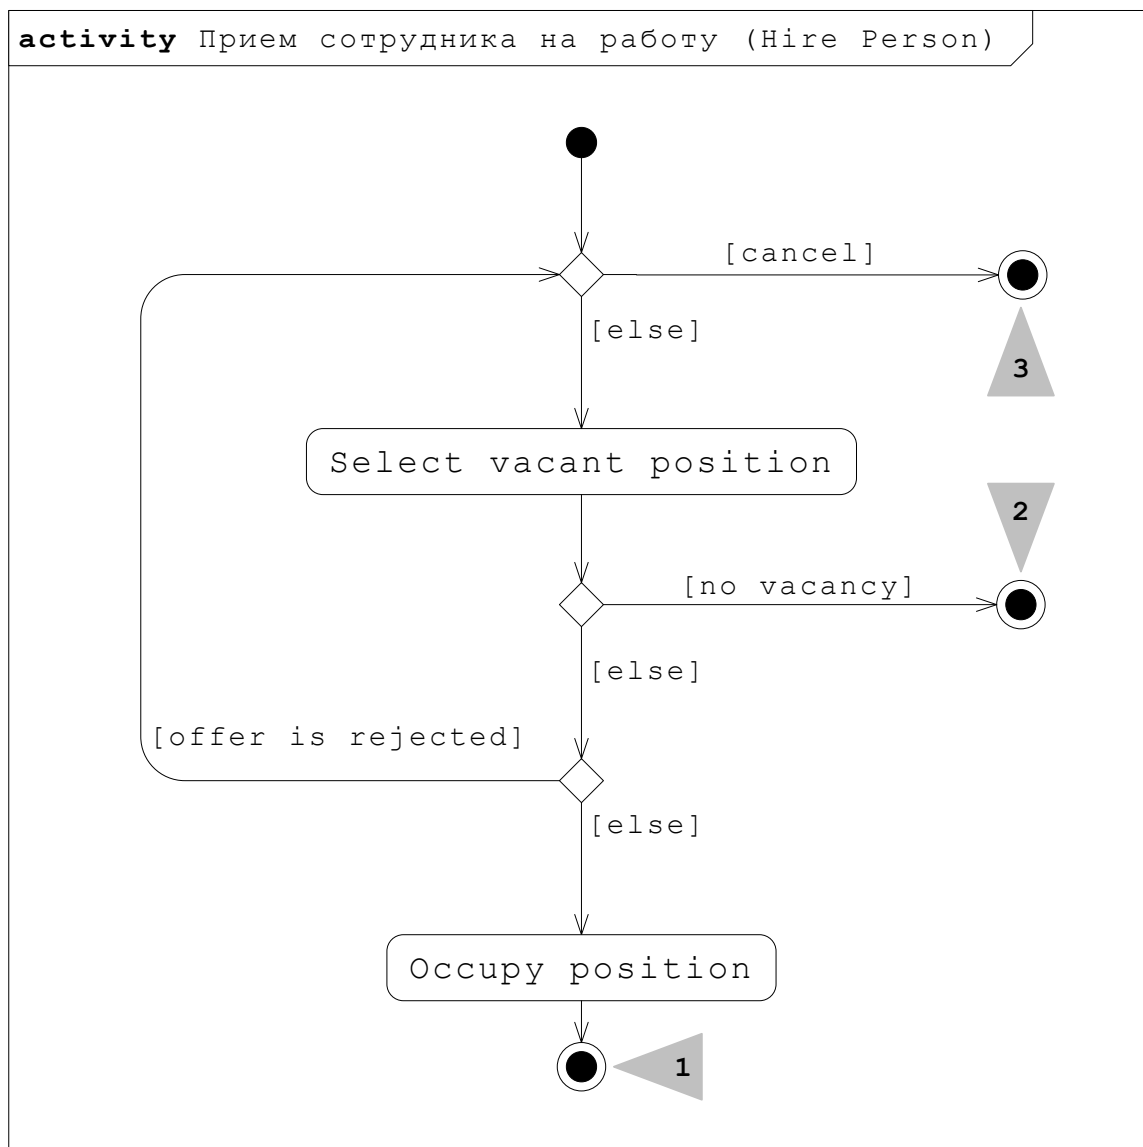 activity Прием сотрудника на работу (Hire Person)
[cancel]
[else]
3
Select vacant position
2
[no vacancy]
[else]
[offer is rejected]
[else]
Occupy position
1